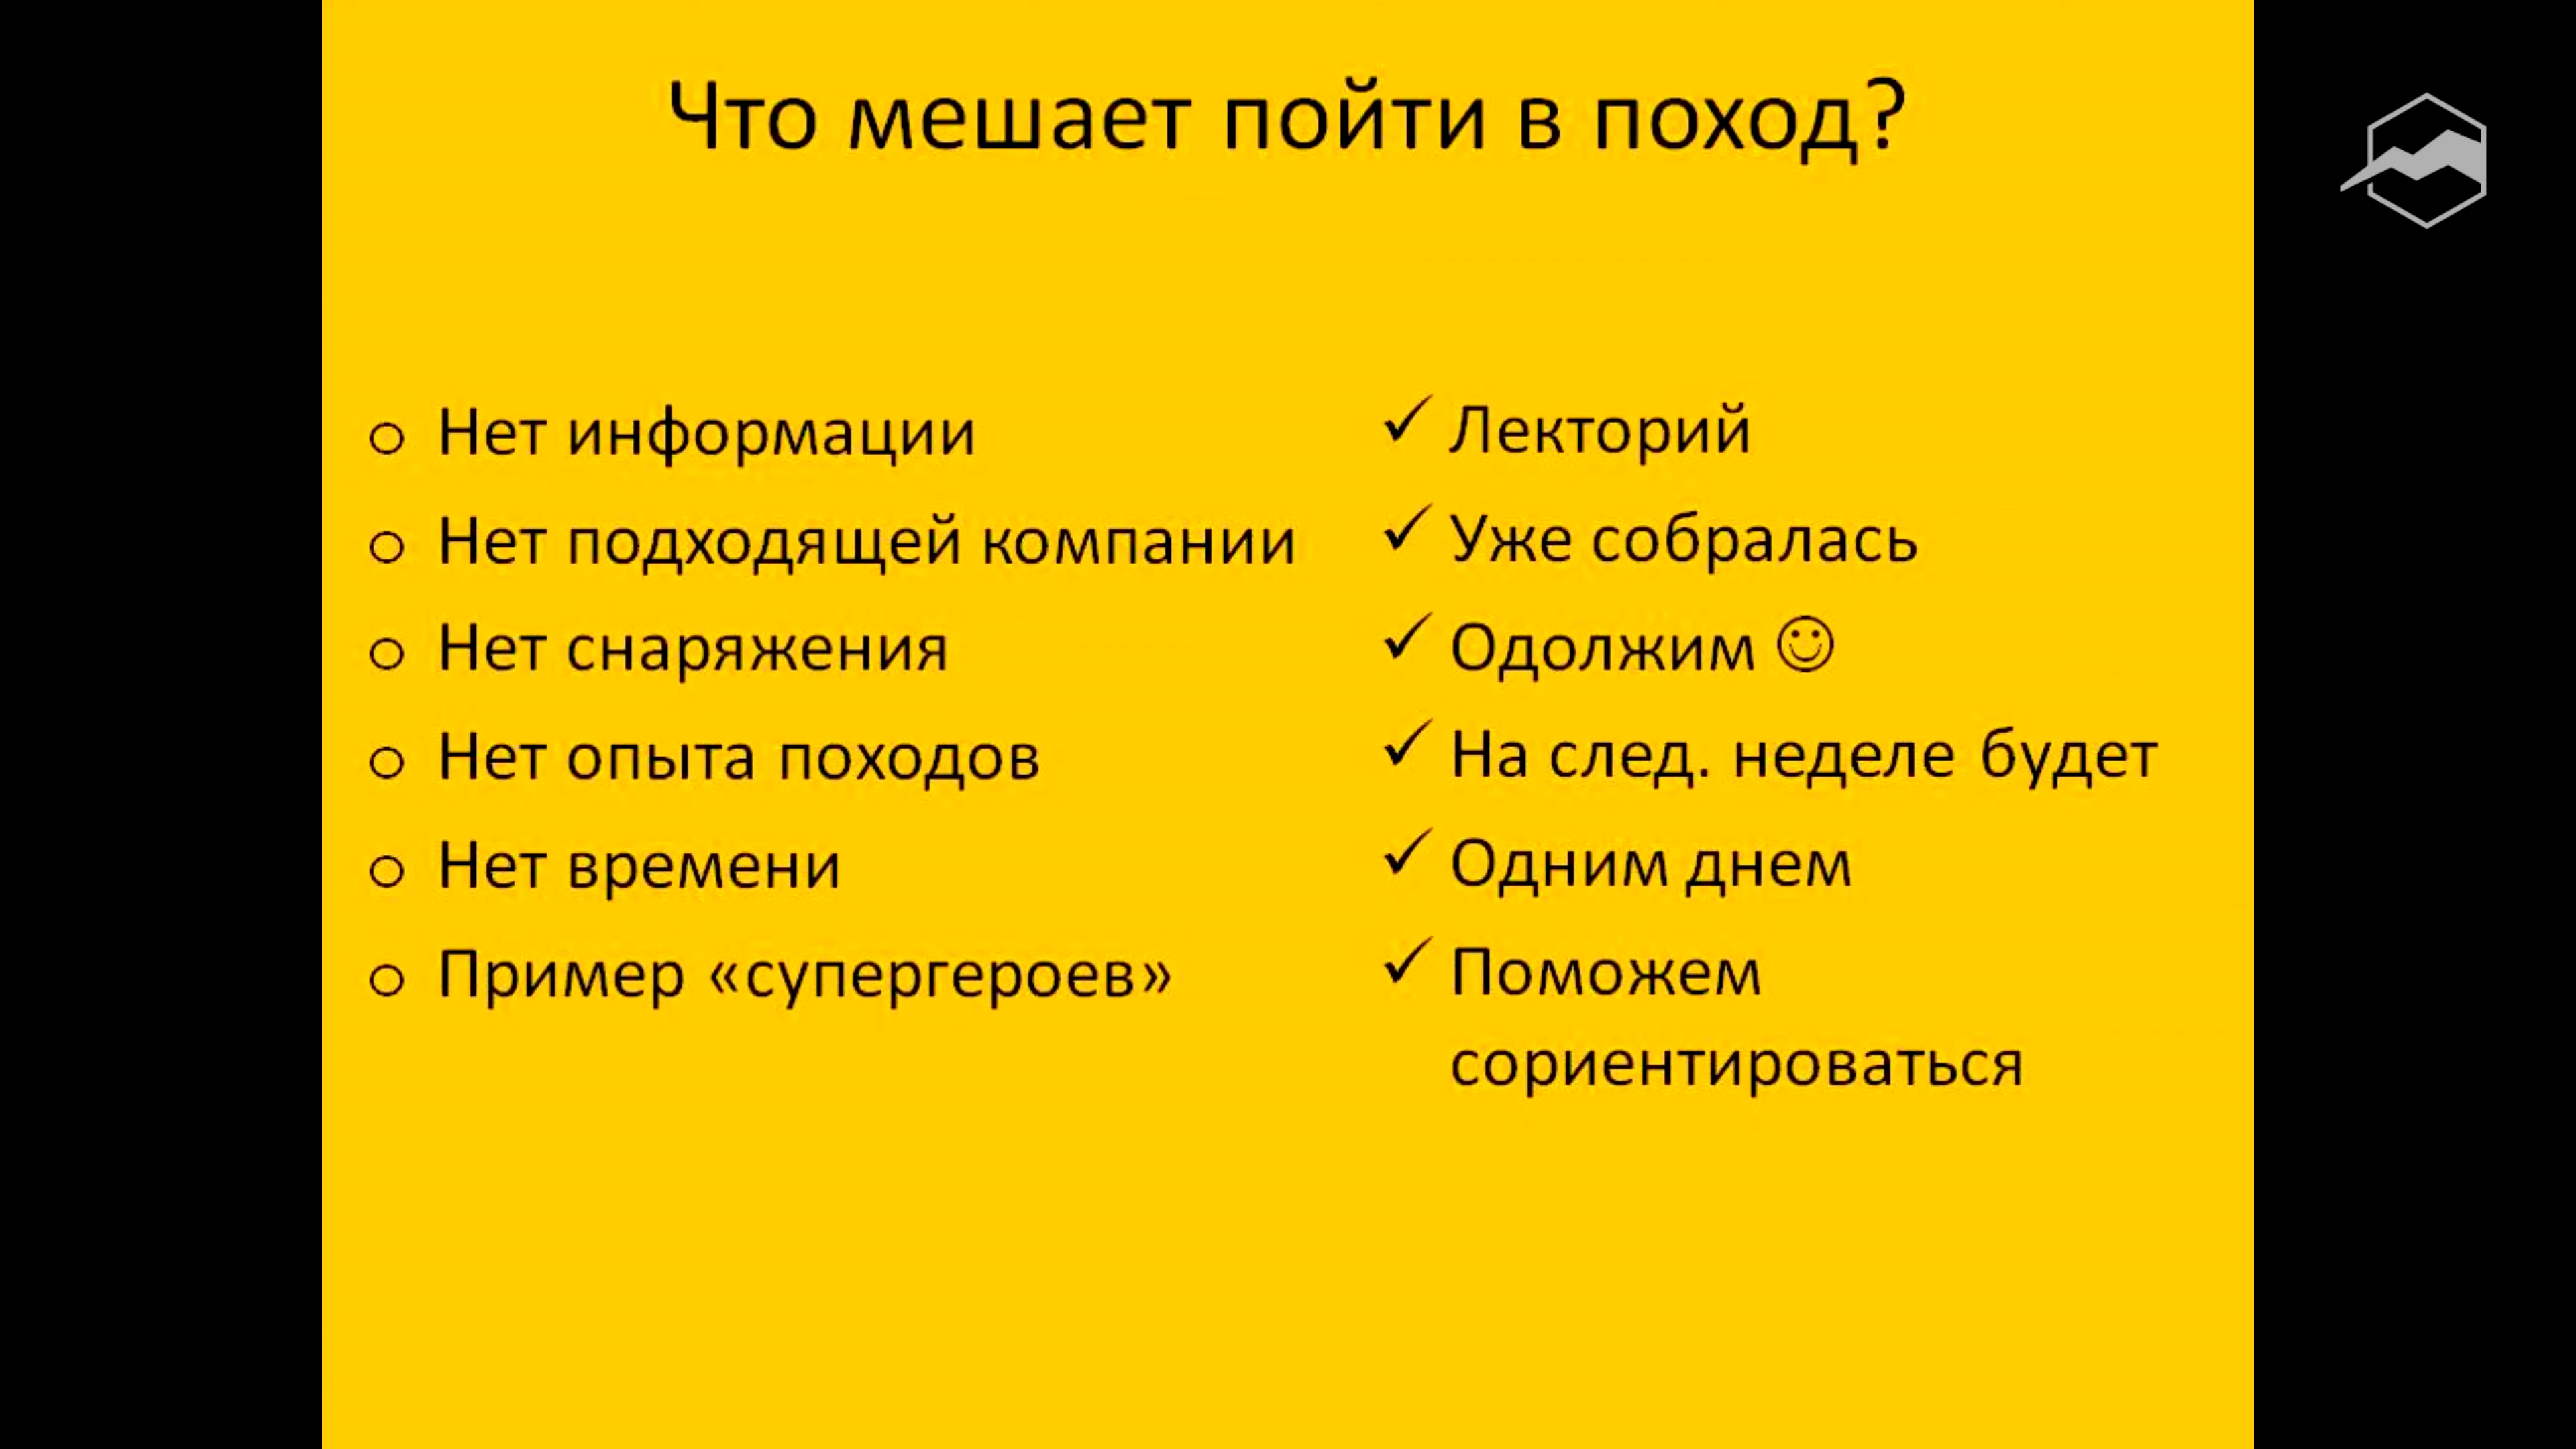 Что мешает пойти в поход?
Нет информации
Нет подходящей компании
Нет снаряжения
Нет опыта походов
Нет времени
Пример «супергероев»
Лекторий
Уже собралась
Одолжим ☺
На след. неделе будет
Одним днем
Поможем
сориентироваться